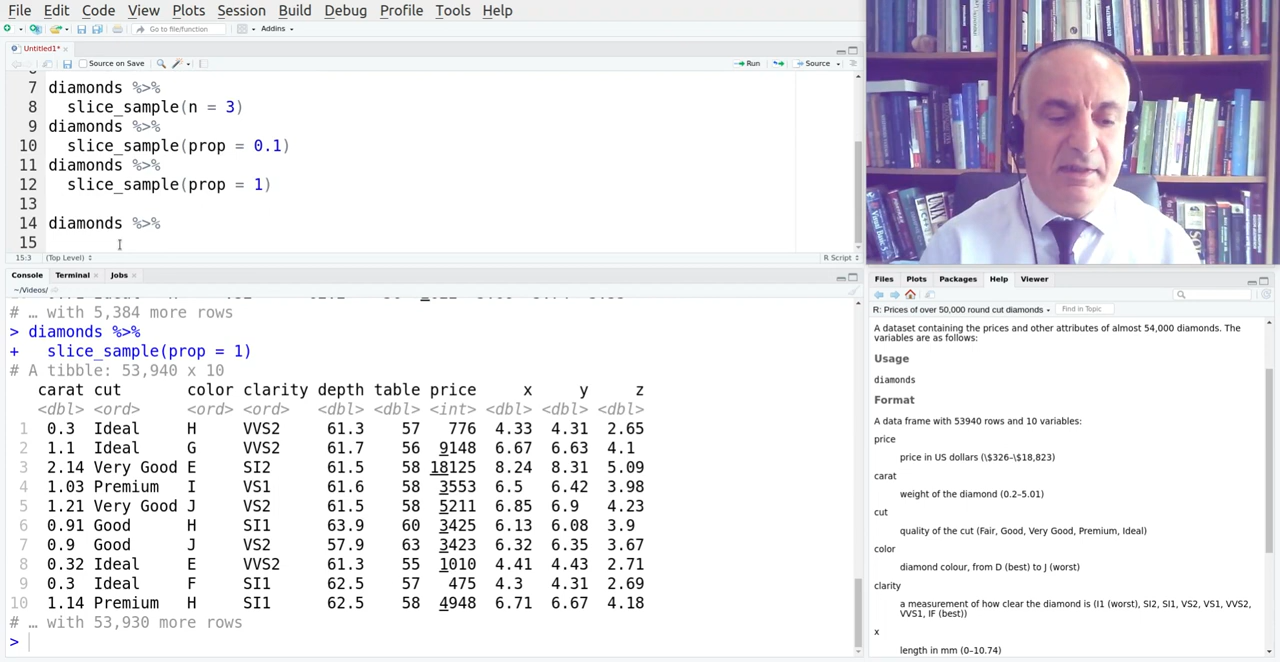 File Edit Code View Plots Session Build Debug Profile Tools Help
Go to file/function Addins
Untitled1*
Source on Save Run Source
7 diamonds %>%
8 slice_sample(n = 3)
9 diamonds %>%
10 slice_sample(prop = 0.1)
11 diamonds %>%
12 slice_sample(prop = 1)
13
14 diamonds %>%
15
15:3 (Top Level) R Script
Console Terminal Jobs
~/Videos/
# … with 5,384 more rows
> diamonds %>%
+ slice_sample(prop = 1)
# A tibble: 53,940 x 10
carat cut color clarity depth table price x y z
<dbl> <ord> <ord> <ord> <dbl> <dbl> <int> <dbl> <dbl> <dbl>
1 0.3 Ideal H VVS2 61.3 57 776 4.33 4.31 2.65
2 1.1 Ideal G VVS2 61.7 56 9148 6.67 6.63 4.1
3 2.14 Very Good E SI2 61.5 58 18125 8.24 8.31 5.09
4 1.03 Premium I VS1 61.6 58 3553 6.5 6.42 3.98
5 1.21 Very Good J VS2 61.5 58 5211 6.85 6.9 4.23
6 0.91 Good H SI1 63.9 60 3425 6.13 6.08 3.9
7 0.9 Good J VS2 57.9 63 3423 6.32 6.35 3.67
8 0.32 Ideal E VVS2 61.3 55 1010 4.41 4.43 2.71
9 0.3 Ideal F SI1 62.5 57 475 4.3 4.31 2.69
10 1.14 Premium H SI1 62.5 58 4948 6.71 6.67 4.18
# … with 53,930 more rows
>
Files Plots Packages Help Viewer
R: Prices of over 50,000 round cut diamonds Find in Topic
A dataset containing the prices and other attributes of almost 54,000 diamonds. The
variables are as follows:
Usage
diamonds
Format
A data frame with 53940 rows and 10 variables:
price
price in US dollars (\$326–\$18,823)
carat
weight of the diamond (0.2–5.01)
cut
quality of the cut (Fair, Good, Very Good, Premium, Ideal)
color
diamond colour, from D (best) to J (worst)
clarity
a measurement of how clear the diamond is (I1 (worst), SI2, SI1, VS2, VS1, VVS2,
VVS1, IF (best))
x
length in mm (0–10.74)
UNIX
Visual Basic 5